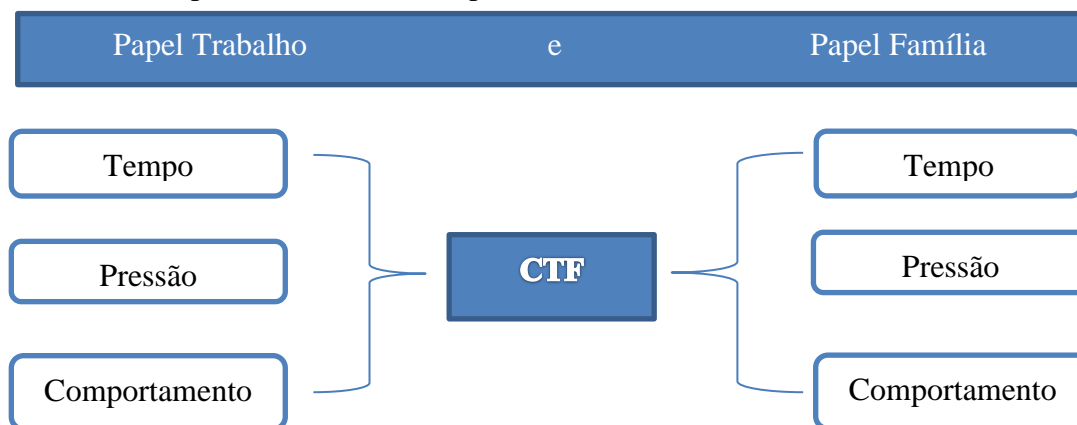 Papel Trabalho e Papel Família
Tempo
Tempo
Pressão
CTF
Pressão
Comportamento
Comportamento